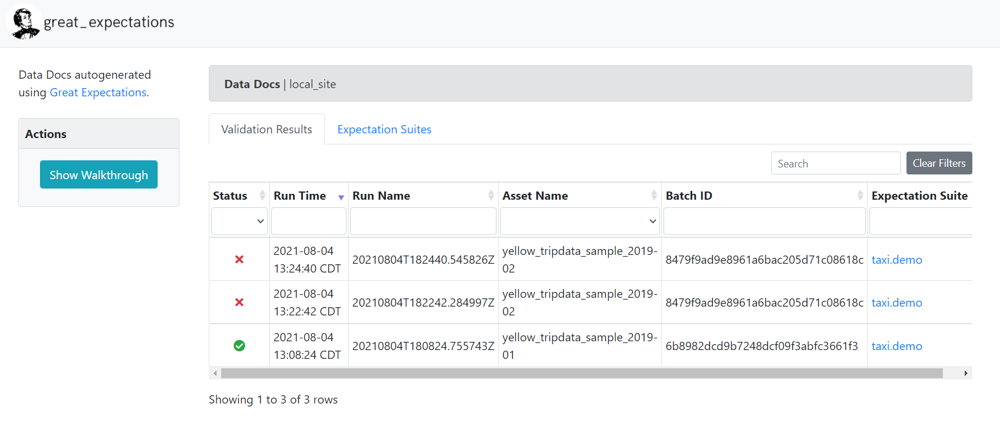 great_expectations
Data Docs autogenerated
using Great Expectations.
Actions
Show Walkthrough
Data Docs | local_site
Validation Results Expectation Suites
Search Clear Filters
Status Run Time Run Name Asset Name Batch ID Expectation Suite
2021-08-04
13:24:40 CDT
20210804T182440.545826Z
yellow_tripdata_sample_2019-
02
8479f9ad9e8961a6bac205d71c08618c
taxi.demo
2021-08-04
13:22:42 CDT
20210804T182242.284997Z
yellow_tripdata_sample_2019-
02
8479f9ad9e8961a6bac205d71c08618c
taxi.demo
2021-08-04
13:08:24 CDT
20210804T180824.755743Z
yellow_tripdata_sample_2019-
01
6b8982dcd9b7248dcf09f3abfc3661f3
taxi.demo
Showing 1 to 3 of 3 rows